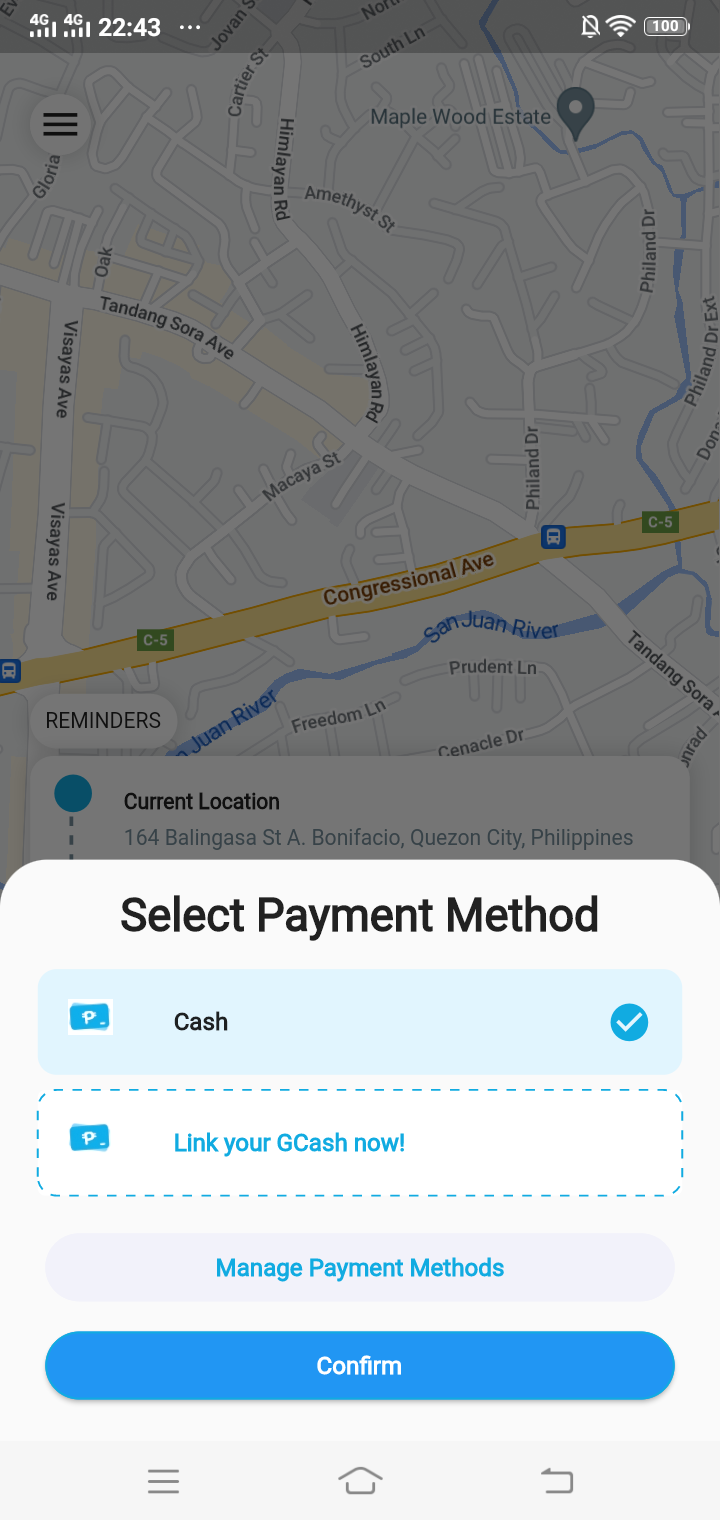 4G 4G 22:43 ... 100
Jovan S
South Ln
Cartier St
Maple Wood Estate
Himlayan Rd
Gloria
Amethyst St
Philand Dr
Oak
Tandang Sora Ave
Philand Dr Ext
Visayas Ave
Himlayan Rd
Macaya St
Philand Dr
Visayas Ave
C-5
Congressional Ave
San Juan River
C-5
Tandang Sora A
Prudent Ln
Freedom Ln
n Juan River
REMINDERS
Cenacle Dr
Current Location
164 Balingasa St A. Bonifacio, Quezon City, Philippines
Select Payment Method
Cash
Link your GCash now!
Manage Payment Methods
Confirm